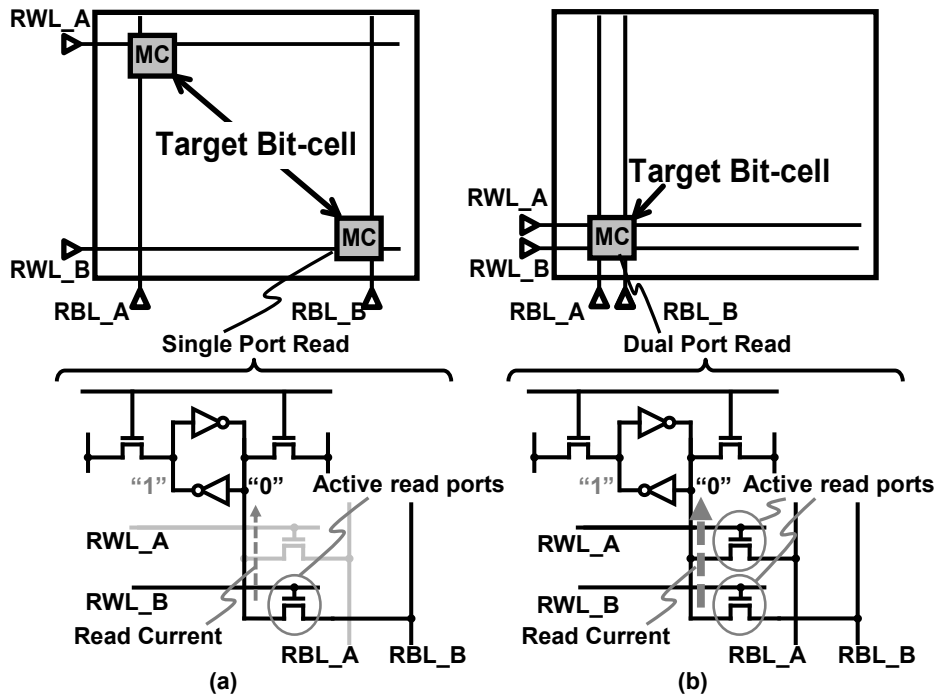 RWL_A
MC
Target Bit-cell
MC
RWL_B
RBL_A
RBL_B
Single Port Read
“1”
“0”
Active read ports
RWL_A
RWL_B
Read Current
RBL_A
RBL_B
(a)
Target Bit-cell
RWL_A
MC
RWL_B
RBL_A
RBL_B
Dual Port Read
“1”
“0”
Active read ports
RWL_A
RWL_B
Read Current
RBL_A
RBL_B
(b)